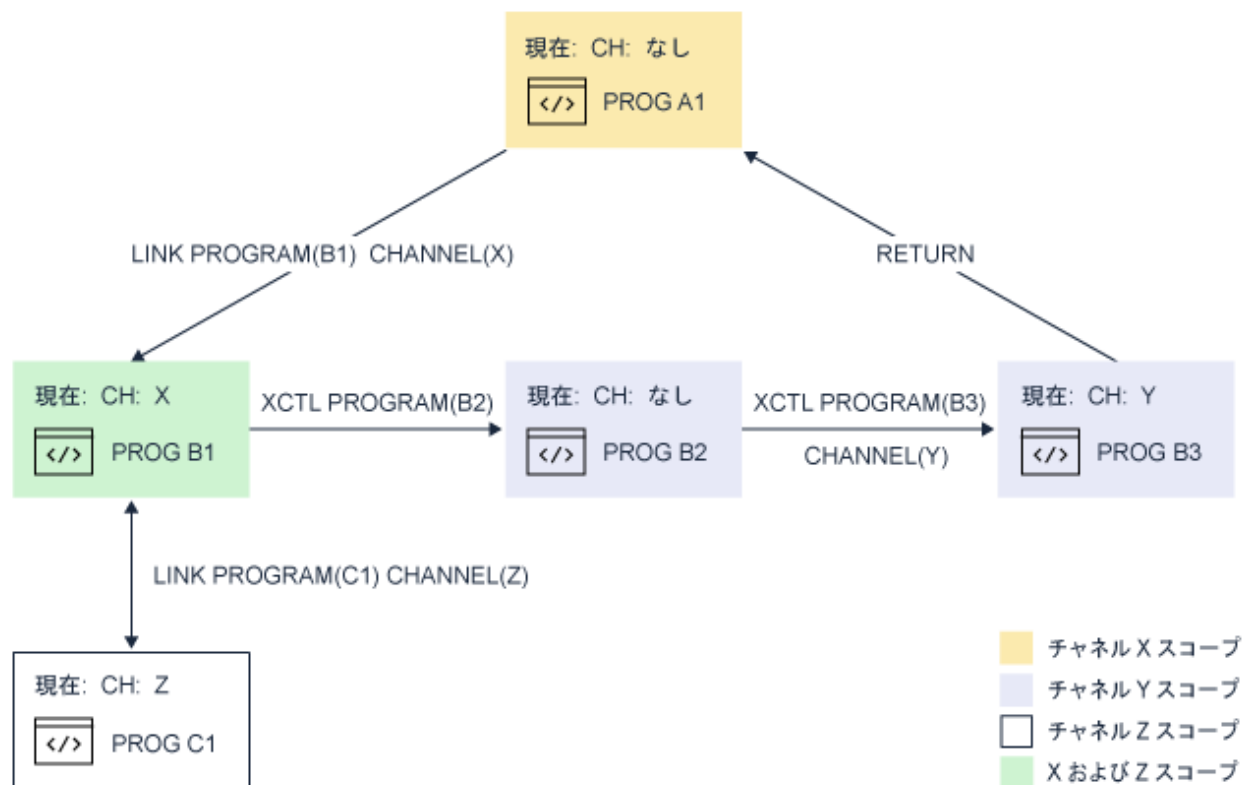 現在: CH: なし
</> PROG A1
LINK PROGRAM(B1) CHANNEL(X)
RETURN
現在: CH: X
</> PROG B1
XCTL PROGRAM(B2)
現在: CH: なし
</> PROG B2
XCTL PROGRAM(B3)
CHANNEL(Y)
現在: CH: Y
</> PROG B3
LINK PROGRAM(C1) CHANNEL(Z)
現在: CH: Z
</> PROG C1
チャネル X スコープ
チャネル Y スコープ
チャネル Z スコープ
X および Z スコープ